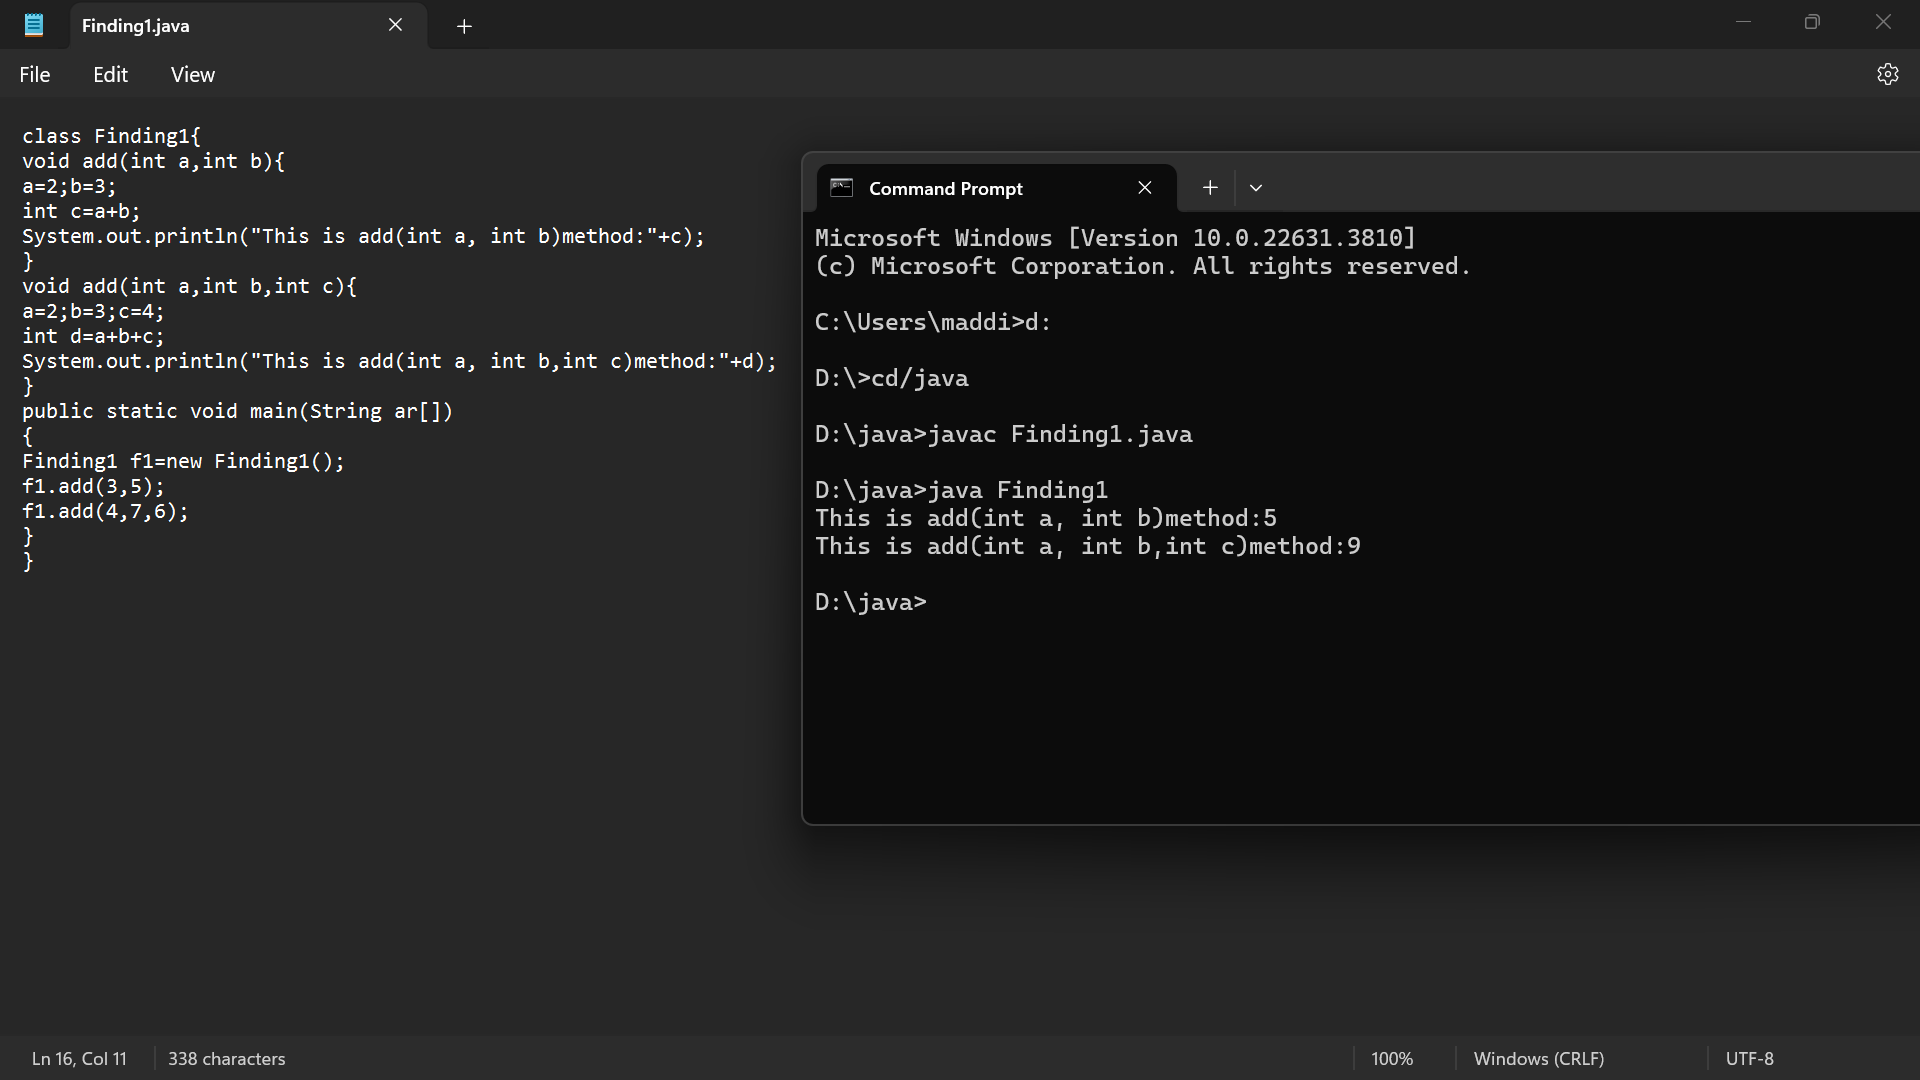 Finding1.java
File Edit View
class Finding1{
void add(int a,int b){
a=2;b=3;
int c=a+b;
System.out.println("This is add(int a, int b)method:"+c);
}
void add(int a,int b,int c){
a=2;b=3;c=4;
int d=a+b+c;
System.out.println("This is add(int a, int b,int c)method:"+d);
}
public static void main(String ar[])
{
Finding1 f1=new Finding1();
f1.add(3,5);
f1.add(4,7,6);
}
}
Command Prompt
Microsoft Windows [Version 10.0.22631.3810]
(c) Microsoft Corporation. All rights reserved.
C:\Users\maddi>d:
D:\>cd/java
D:\java>javac Finding1.java
D:\java>java Finding1
This is add(int a, int b)method:5
This is add(int a, int b,int c)method:9
D:\java>
Ln 16, Col 11 338 characters 100% Windows (CRLF) UTF-8